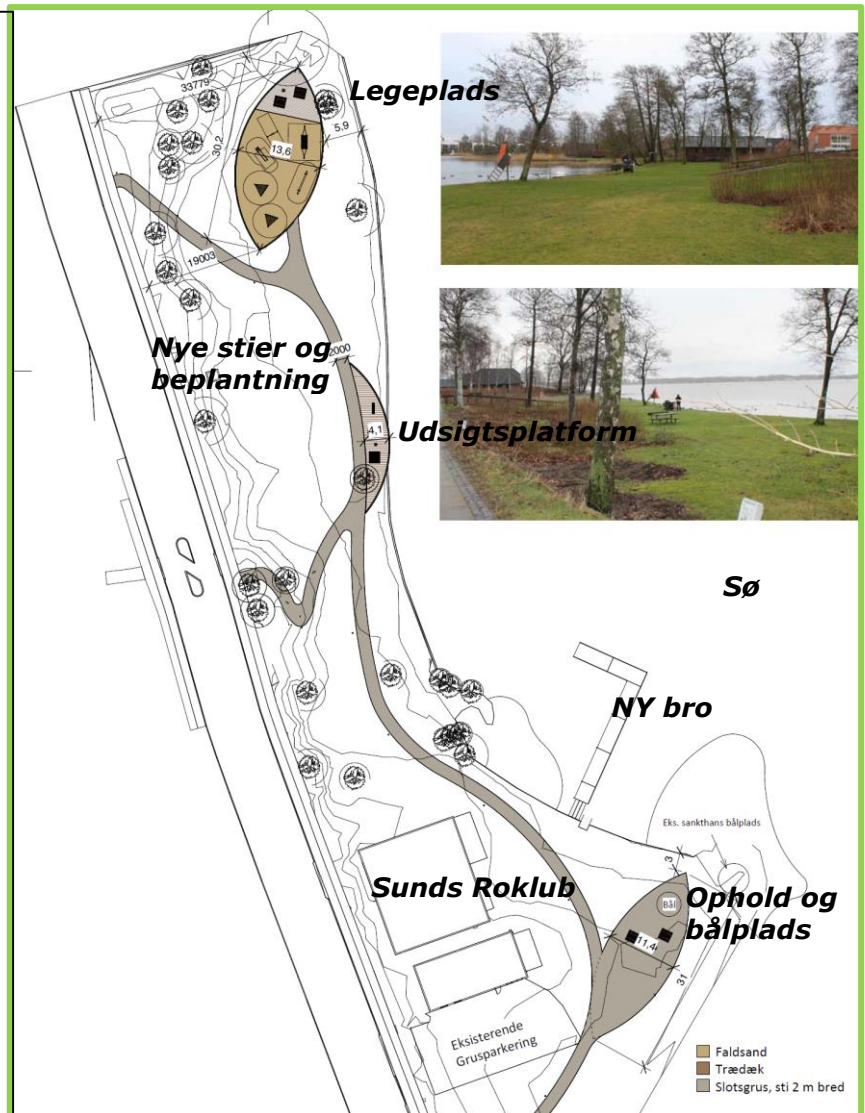 Legeplads
33779
30,2
5,9
13,6
19003
Nye stier og
beplantning
2000
Udsigtsplatform
4,1
Sø
NY bro
Eks. sankthans bålplads
3
Sunds Roklub
Ophold og
bålplads
Bål
11,4
31
Eksisterende
Grusparkering
Faldsand
Trædæk
Slotsgrus, sti 2 m bred